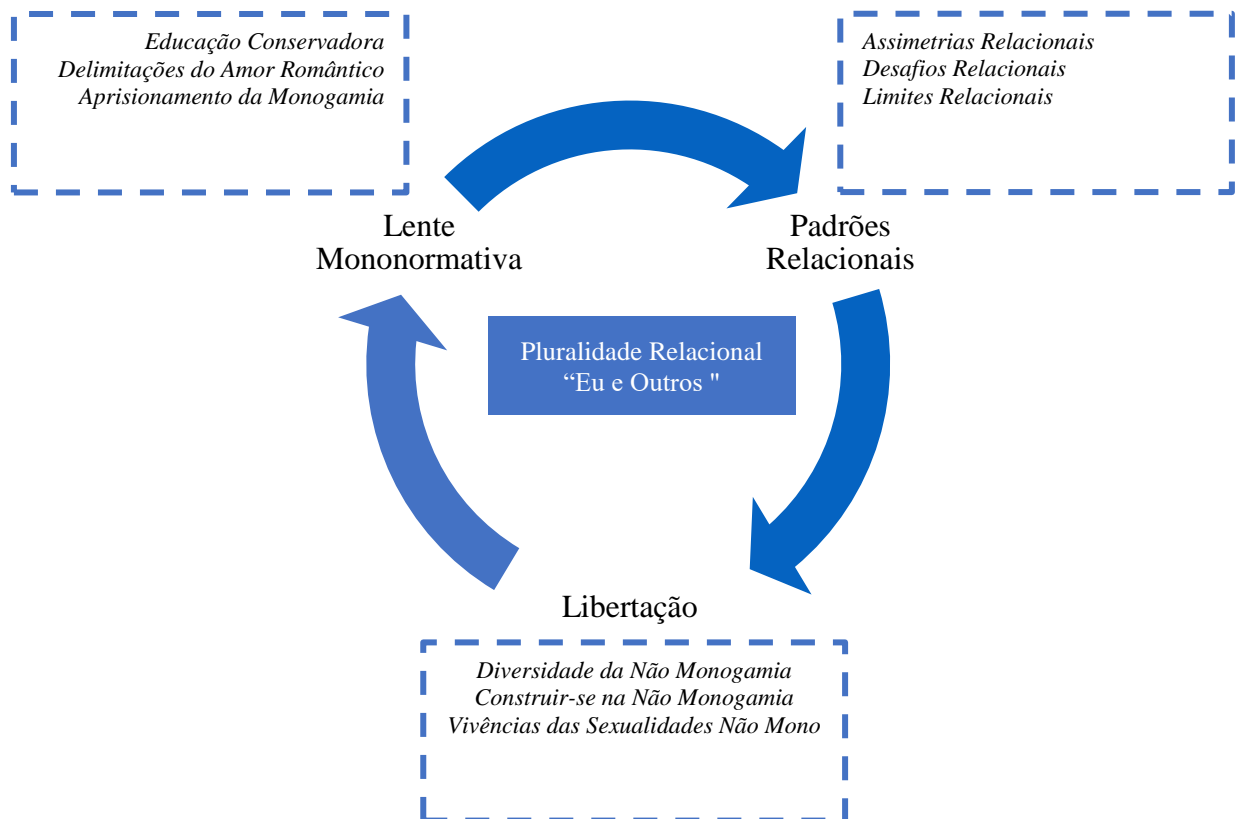 Educação Conservadora
Delimitações do Amor Romântico
Aprisionamento da Monogamia
Assimetrias Relacionais
Desafios Relacionais
Limites Relacionais
Lente
Mononormativa
Padrões
Relacionais
Pluralidade Relacional
“Eu e Outros "
Libertação
Diversidade da Não Monogamia
Construir-se na Não Monogamia
Vivências das Sexualidades Não Mono